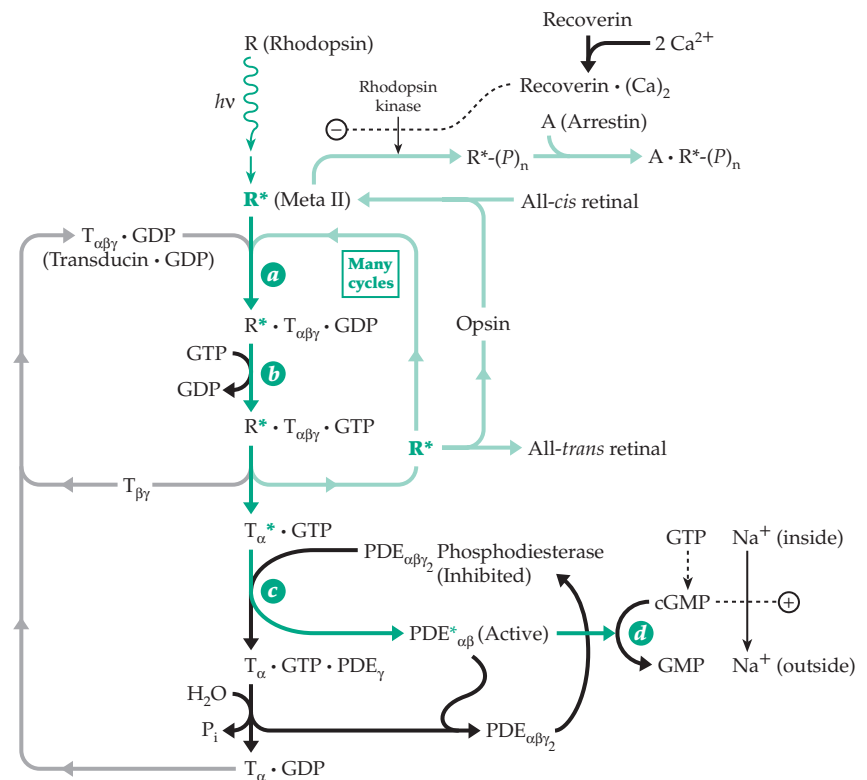 Recoverin
R (Rhodopsin)
2 Ca²⁺
Rhodopsin
kinase
Recoverin · (Ca)₂
hν
−
A (Arrestin)
R*-(P)ₙ
A · R*-(P)ₙ
R* (Meta II)
All-cis retinal
Tαβγ · GDP
(Transducin · GDP)
a
Many
cycles
R* · Tαβγ · GDP
Opsin
GTP
b
GDP
R* · Tαβγ · GTP
R*
All-trans retinal
Tβγ
Tα* · GTP
GTP
Na⁺ (inside)
PDEαβγ₂ Phosphodiesterase
(Inhibited)
c
cGMP
+
PDE*αβ (Active)
d
Tα · GTP · PDEγ
GMP
Na⁺ (outside)
H₂O
Pᵢ
PDEαβγ₂
Tα · GDP